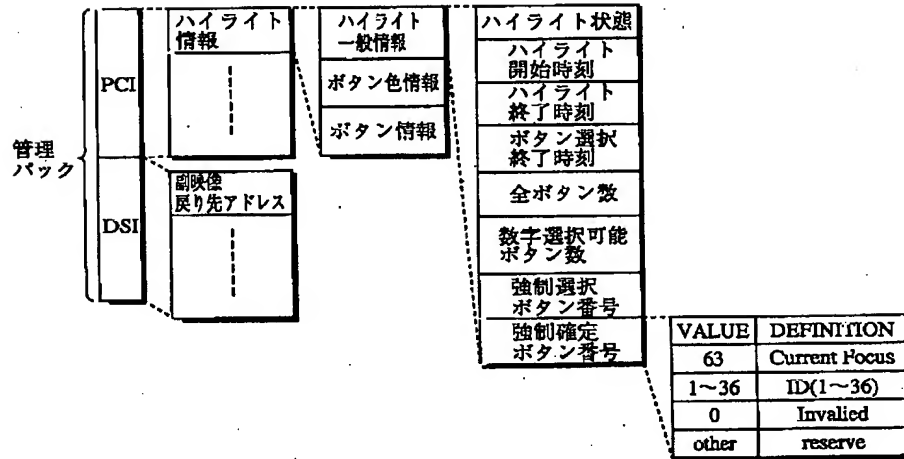 管理
パック
PCI
DSI
ハイライト
情報
副映像
戻り先アドレス
ハイライト
一般情報
ボタン色情報
ボタン情報
ハイライト状態
ハイライト
開始時刻
ハイライト
終了時刻
ボタン選択
終了時刻
全ボタン数
数字選択可能
ボタン数
強制選択
ボタン番号
強制確定
ボタン番号
VALUE DEFINITION
63 Current Focus
1～36 ID(1～36)
0 Invalied
other reserve